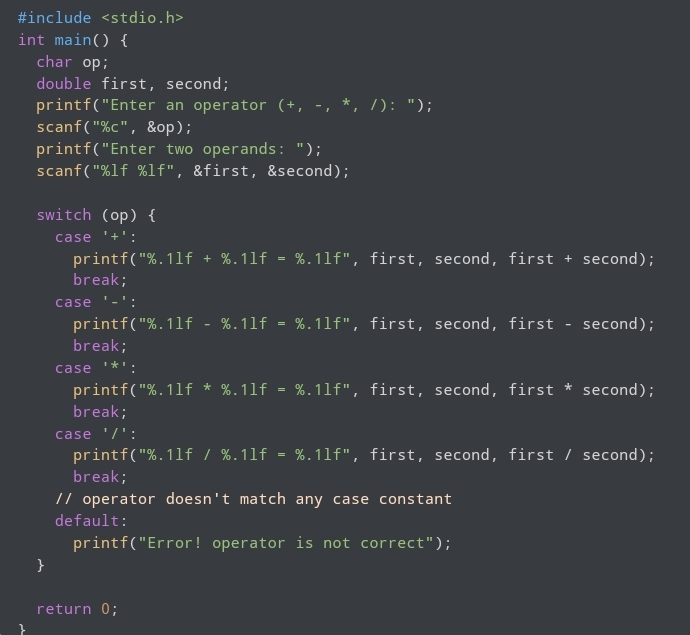 #include <stdio.h>
int main() {
  char op;
  double first, second;
  printf("Enter an operator (+, -, *, /): ");
  scanf("%c", &op);
  printf("Enter two operands: ");
  scanf("%lf %lf", &first, &second);

  switch (op) {
    case '+':
      printf("%.1lf + %.1lf = %.1lf", first, second, first + second);
      break;
    case '-':
      printf("%.1lf - %.1lf = %.1lf", first, second, first - second);
      break;
    case '*':
      printf("%.1lf * %.1lf = %.1lf", first, second, first * second);
      break;
    case '/':
      printf("%.1lf / %.1lf = %.1lf", first, second, first / second);
      break;
    // operator doesn't match any case constant
    default:
      printf("Error! operator is not correct");
  }

  return 0;
}